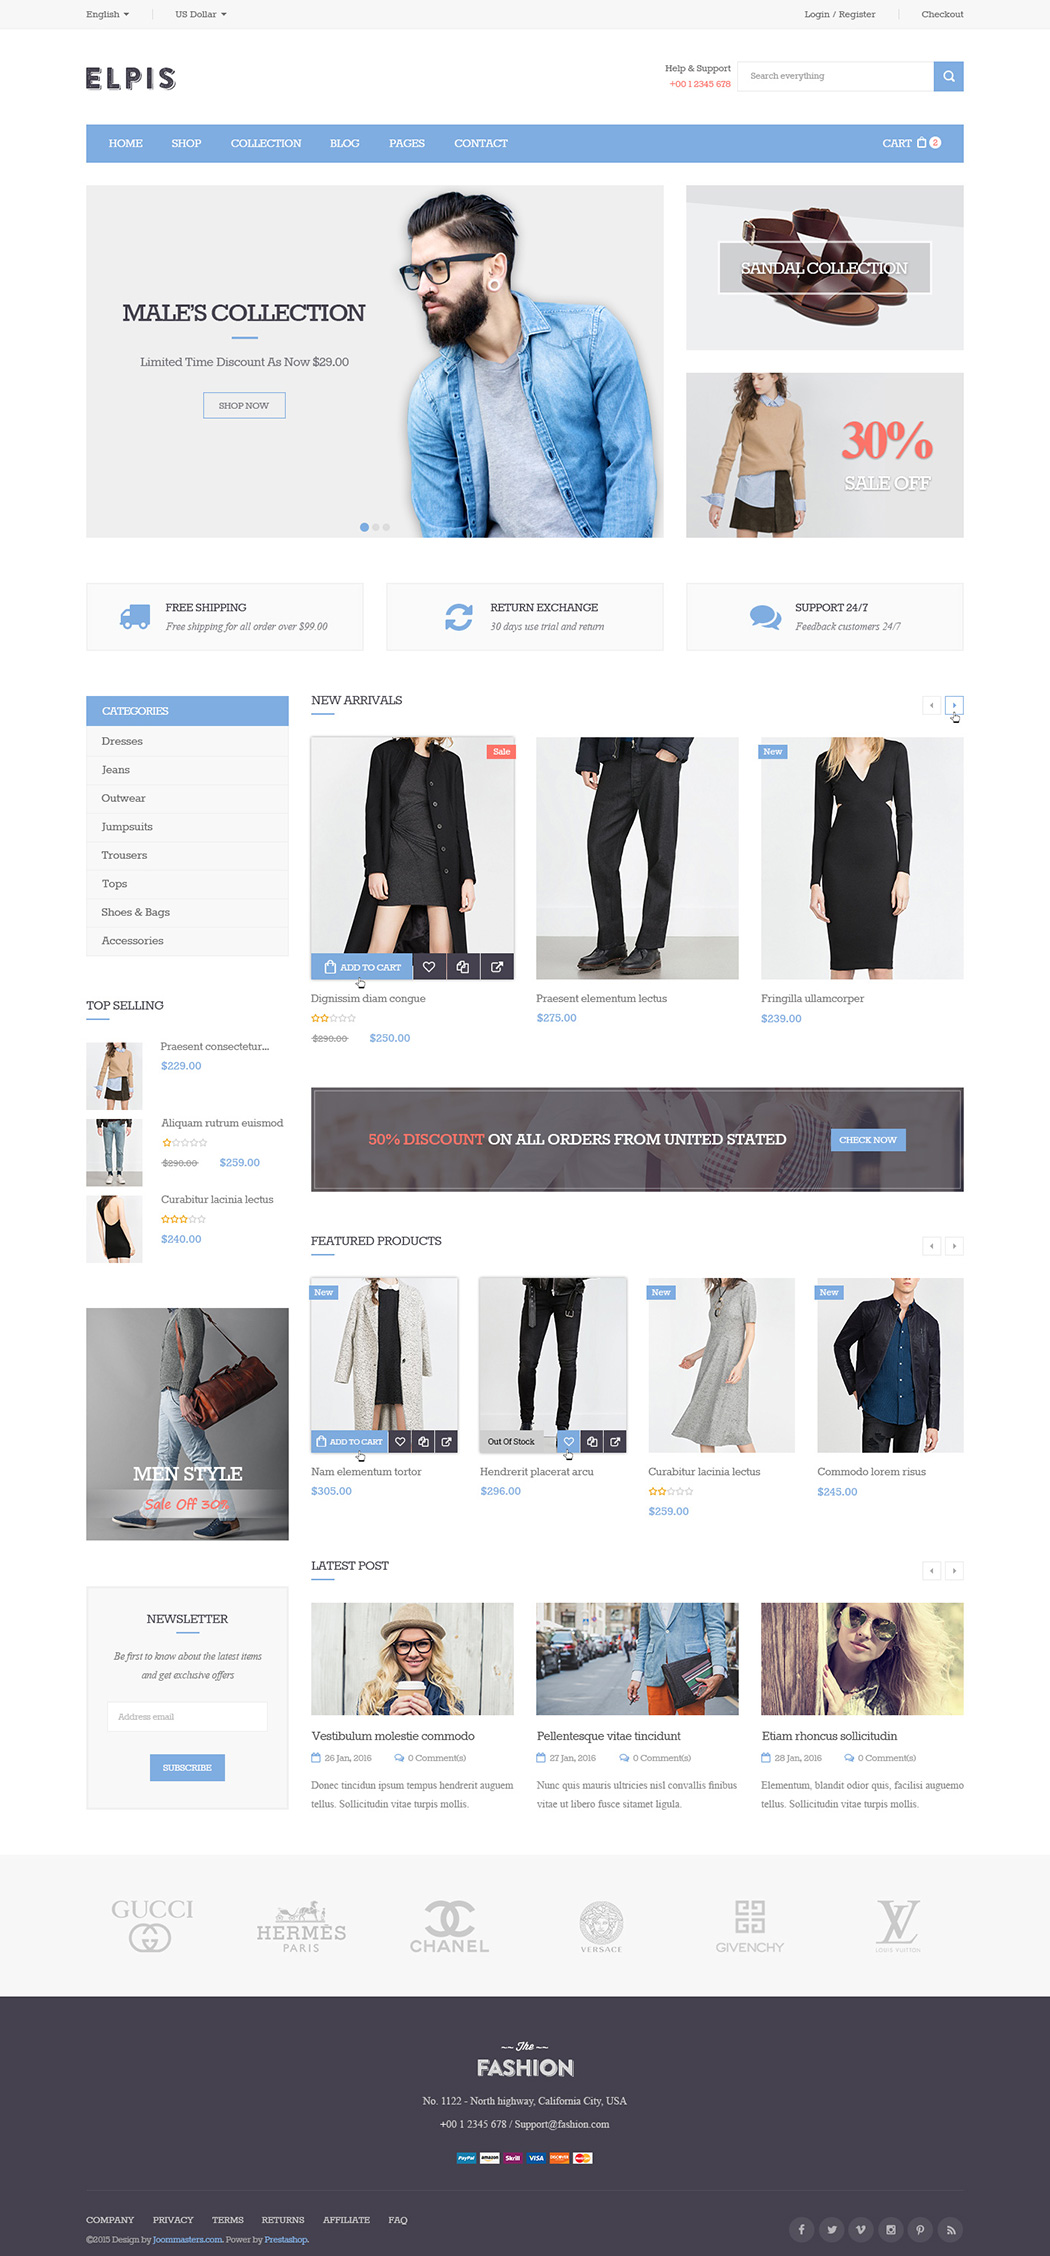 English
US Dollar
Login / Register
Checkout
ELPIS
Help & Support
+00 1 2345 678
Search everything
HOME
SHOP
COLLECTION
BLOG
PAGES
CONTACT
CART 2
MALE'S COLLECTION
Limited Time Discount As Now $29.00
SHOP NOW
SANDAL COLLECTION
30%
SALE OFF
FREE SHIPPING
Free shipping for all order over $99.00
RETURN EXCHANGE
30 days use trial and return
SUPPORT 24/7
Feedback customers 24/7
CATEGORIES
Dresses
Jeans
Outwear
Jumpsuits
Trousers
Tops
Shoes & Bags
Accessories
TOP SELLING
Praesent consectetur...
$229.00
Aliquam rutrum euismod
$290.00 $259.00
Curabitur lacinia lectus
$240.00
MEN STYLE
Sale Off 30%
NEWSLETTER
Be first to know about the latest items
and get exclusive offers
Address email
SUBSCRIBE
NEW ARRIVALS
Sale
ADD TO CART
Dignissim diam congue
$290.00 $250.00
Praesent elementum lectus
$275.00
New
Fringilla ullamcorper
$239.00
50% DISCOUNT ON ALL ORDERS FROM UNITED STATED
CHECK NOW
FEATURED PRODUCTS
New
ADD TO CART
Nam elementum tortor
$305.00
Out Of Stock
Hendrerit placerat arcu
$296.00
New
Curabitur lacinia lectus
$259.00
New
Commodo lorem risus
$245.00
LATEST POST
Vestibulum molestie commodo
26 Jan, 2016 0 Comment(s)
Donec tincidun ipsum tempus hendrerit auguem
tellus. Sollicitudin vitae turpis mollis.
Pellentesque vitae tincidunt
27 Jan, 2016 0 Comment(s)
Nunc quis mauris ultricies nisl convallis finibus
vitae ut libero fusce sitamet ligula.
Etiam rhoncus sollicitudin
28 Jan, 2016 0 Comment(s)
Elementum, blandit odior quis, facilisi auguemo
tellus. Sollicitudin vitae turpis mollis.
GUCCI
HERMÈS
PARIS
CHANEL
VERSACE
GIVENCHY
LOUIS VUITTON
The
FASHION
No. 1122 - North highway, California City, USA
+00 1 2345 678 / Support@fashion.com
PayPal
amazon
Skrill
VISA
DISCOVER
MasterCard
COMPANY
PRIVACY
TERMS
RETURNS
AFFILIATE
FAQ
©2015 Design by Joommasters.com. Power by Prestashop.